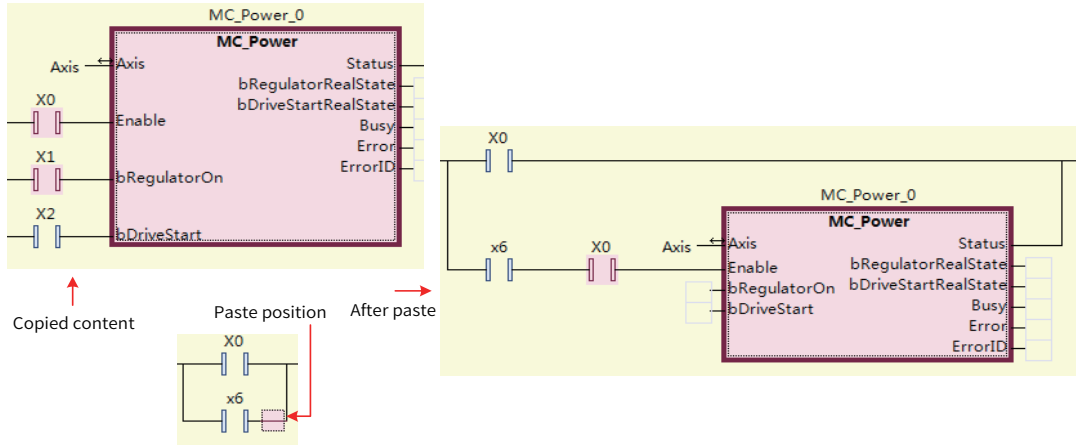 MC_Power_0
MC_Power
Axis
Axis
Status
bRegulatorRealState
X0
bDriveStartRealState
Enable
Busy
Error
X1
ErrorID
bRegulatorOn
X2
bDriveStart
Copied content
Paste position
X0
x6
After paste
X0
MC_Power_0
MC_Power
x6
X0
Axis
Axis
Status
Enable
bRegulatorRealState
bRegulatorOn
bDriveStartRealState
bDriveStart
Busy
Error
ErrorID